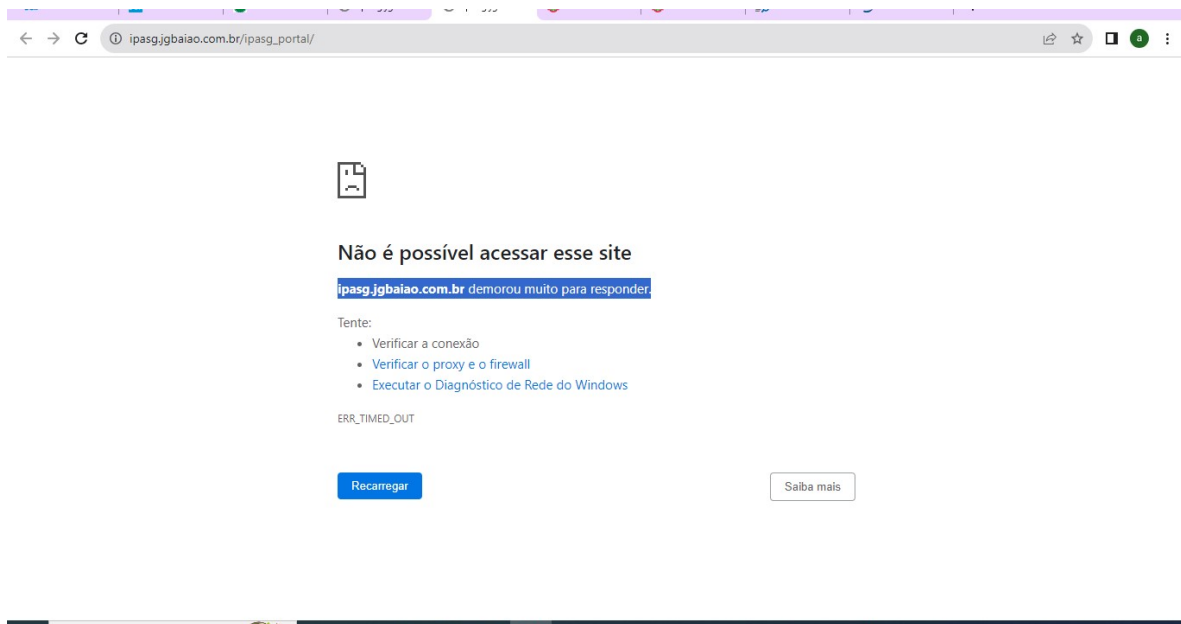 ipasg.jgbaiao.com.br/ipasg_portal/
a
Não é possível acessar esse site
ipasg.jgbaiao.com.br demorou muito para responder.
Tente:
• Verificar a conexão
• Verificar o proxy e o firewall
• Executar o Diagnóstico de Rede do Windows
ERR_TIMED_OUT
Recarregar
Saiba mais